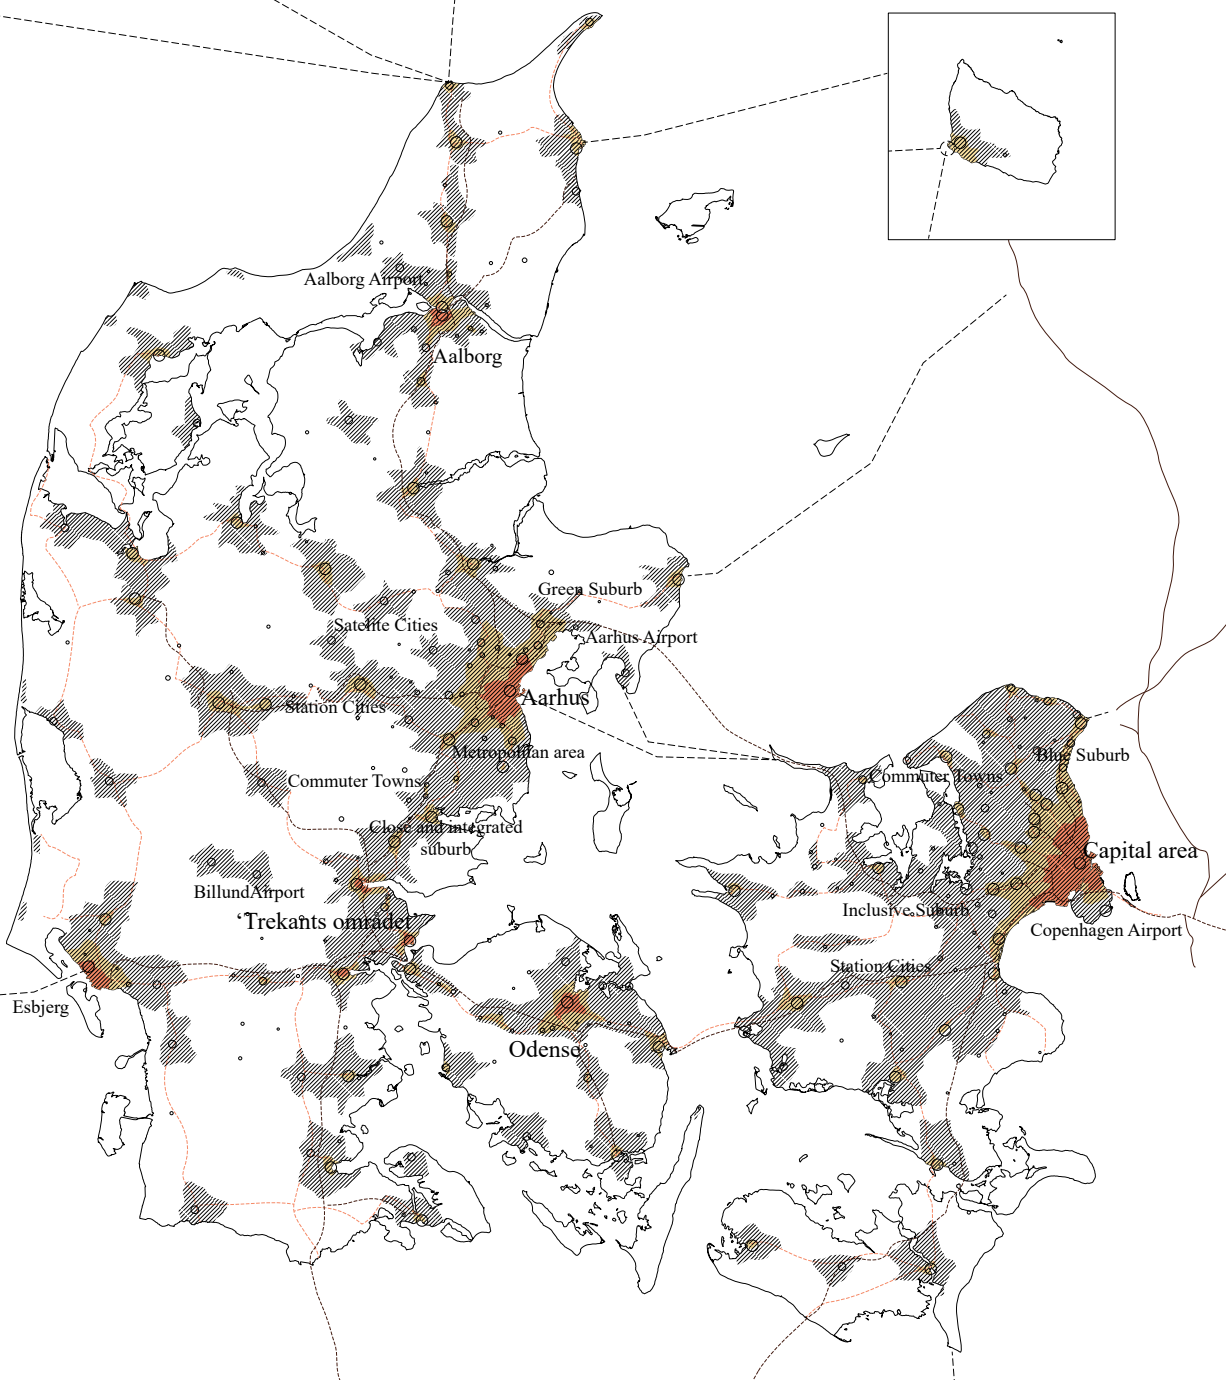 Aalborg Airport
Aalborg
Green Suburb
Satelite Cities
Aarhus Airport
Aarhus
Station Cities
Metropolitan area
Blue Suburb
Commuter Towns
Commuter Towns
Close and integrated
suburb
Capital area
BillundAirport
'Trekants området'
Inclusive Suburb
Copenhagen Airport
Station Cities
Esbjerg
Odense